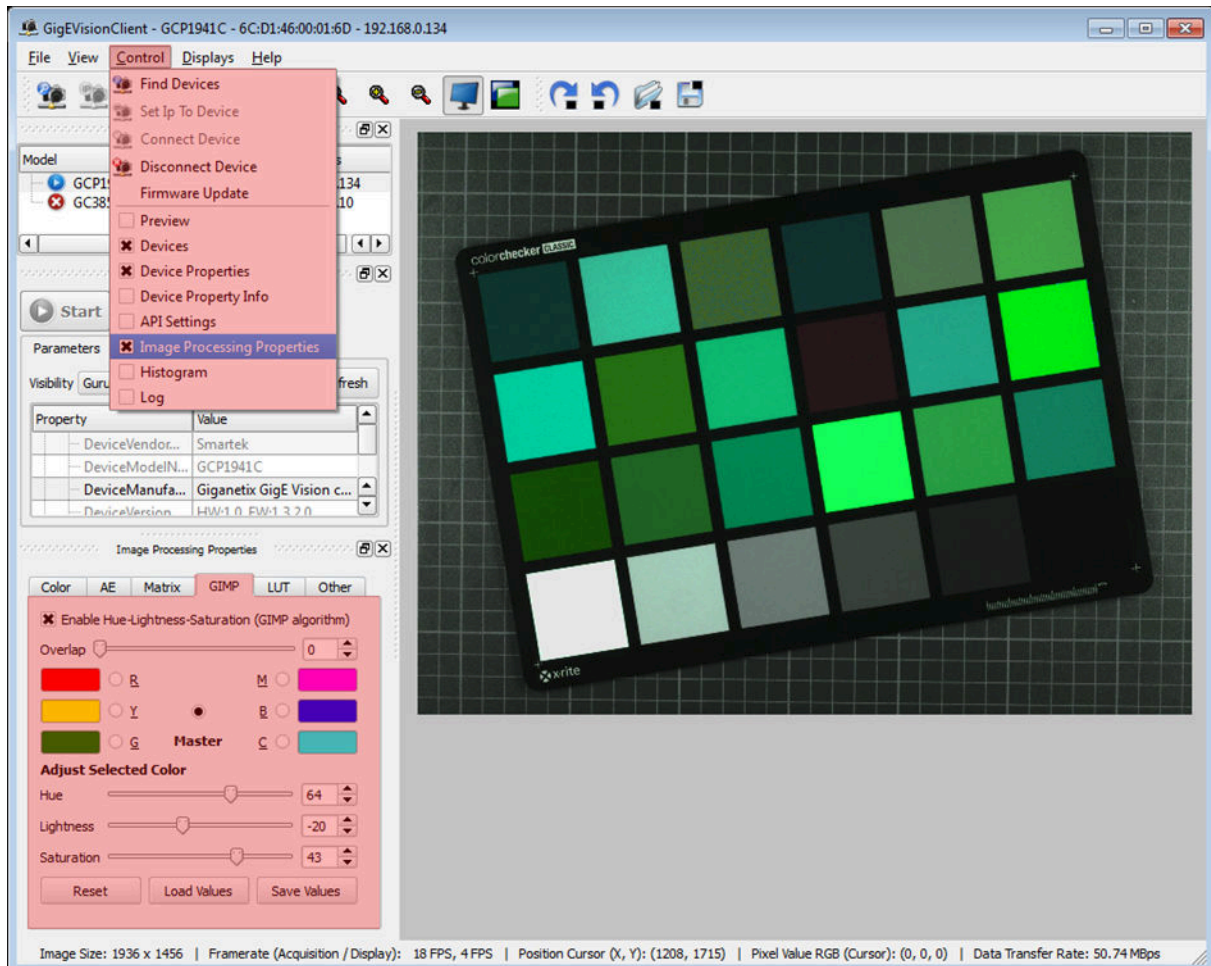 GigEVisionClient - GCP1941C - 6C:D1:46:00:01:6D - 192.168.0.134
File View Control Displays Help
Find Devices
Set Ip To Device
Connect Device
Disconnect Device
Firmware Update
Preview
Devices
Device Properties
Device Property Info
API Settings
Image Processing Properties
Histogram
Log
Model
GCP19 .134
GC385 .10
Start
Parameters
Visibility Guru fresh
Property Value
DeviceVendor... Smartek
DeviceModelN... GCP1941C
DeviceManufa... Giganetix GigE Vision c...
DeviceVersion HW:1.0, FW:1.3.2.0
Image Processing Properties
Color AE Matrix GIMP LUT Other
Enable Hue-Lightness-Saturation (GIMP algorithm)
Overlap 0
R M
Y B
G Master C
Adjust Selected Color
Hue 64
Lightness -20
Saturation 43
Reset Load Values Save Values
colorchecker CLASSIC
x-rite
Image Size: 1936 x 1456 | Framerate (Acquisition / Display): 18 FPS, 4 FPS | Position Cursor (X, Y): (1208, 1715) | Pixel Value RGB (Cursor): (0, 0, 0) | Data Transfer Rate: 50.74 MBps